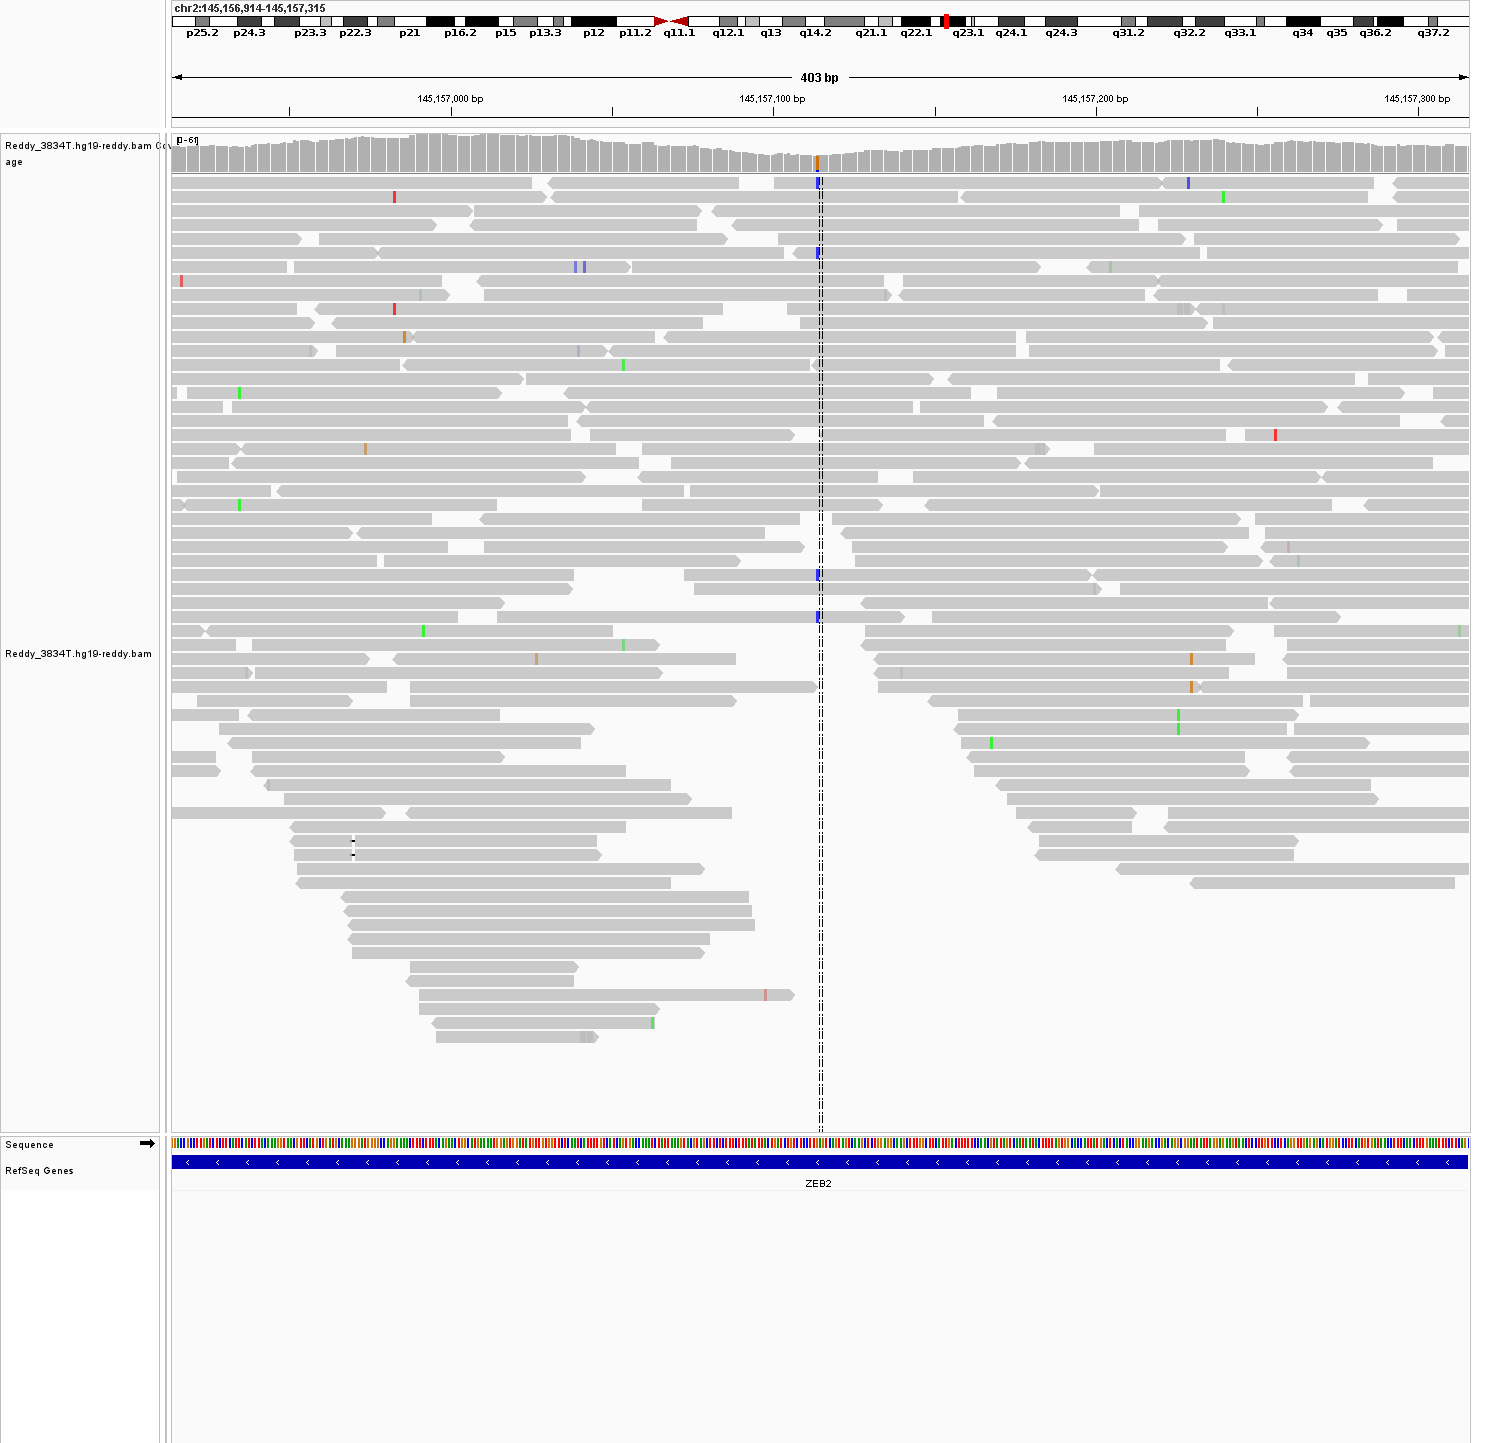 chr2:145,156,914-145,157,315
p25.2 p24.3 p23.3 p22.3 p21 p16.2 p15 p13.3 p12 p11.2 q11.1 q12.1 q13 q14.2 q21.1 q22.1 q23.1 q24.1 q24.3 q31.2 q32.2 q33.1 q34 q35 q36.2 q37.2
403 bp
145,157,000 bp 145,157,100 bp 145,157,200 bp 145,157,300 bp
[0-61]
Reddy_3834T.hg19-reddy.bam Cov
age
Reddy_3834T.hg19-reddy.bam
Sequence
RefSeq Genes
ZEB2